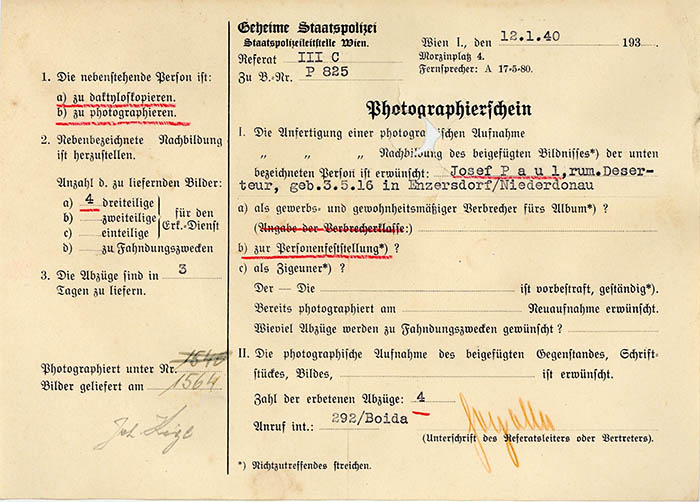 Geheime Staatspolizei
Staatspolizeileitstelle Wien.
Referat III C
Zu B.-Nr. P 825
Wien I., den 12.1.40 193
Morzinplatz 4.
Fernsprecher: A 17-5-80.
1. Die nebenstehende Person ist:
a) zu daktyloskopieren.
b) zu photographieren.
2. Nebenbezeichnete Nachbildung
ist herzustellen.
Anzahl d. zu liefernden Bilder:
a) 4 dreiteilige
b) zweiteilige
c) einteilige
für den
Erk.-Dienst
d) zu Fahndungszwecken
3. Die Abzüge sind in 3
Tagen zu liefern.
Photographiert unter Nr. 1540
Bilder geliefert am 1564
Photographierschein
I. Die Anfertigung einer photographischen Aufnahme
„ „ „ Nachbildung des beigefügten Bildnisses*) der unten
bezeichneten Person ist erwünscht: Josef P a u l, rum.Deser-
teur, geb.3.5.16 in Enzersdorf/Niederdonau
a) als gewerbs- und gewohnheitsmäßiger Verbrecher fürs Album*) ?
(Angabe der Verbrecherklasse:)
b) zur Personenfeststellung*) ?
c) als Zigeuner*) ?
Der – Die ist vorbestraft, geständig*).
Bereits photographiert am Neuaufnahme erwünscht.
Wieviel Abzüge werden zu Fahndungszwecken gewünscht ?
II. Die photographische Aufnahme des beigefügten Gegenstandes, Schrift-
stückes, Bildes, ist erwünscht.
Zahl der erbetenen Abzüge: 4
Anruf int.: 292/Boida
(Unterschrift des Referatsleiters oder Vertreters).
*) Nichtzutreffendes streichen.